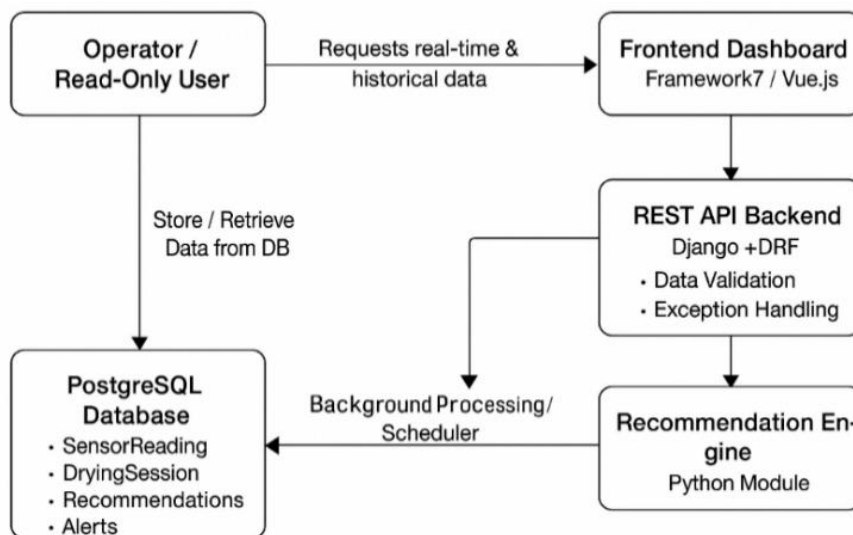 Operator /
Read-Only User
Requests real-time &
historical data
Frontend Dashboard
Framework7 / Vue.js
Store / Retrieve
Data from DB
REST API Backend
Django +DRF
• Data Validation
• Exception Handling
PostgreSQL
Database
• SensorReading
• DryingSession
• Recommendations
• Alerts
Background Processing/
Scheduler
Recommendation En-
gine
Python Module